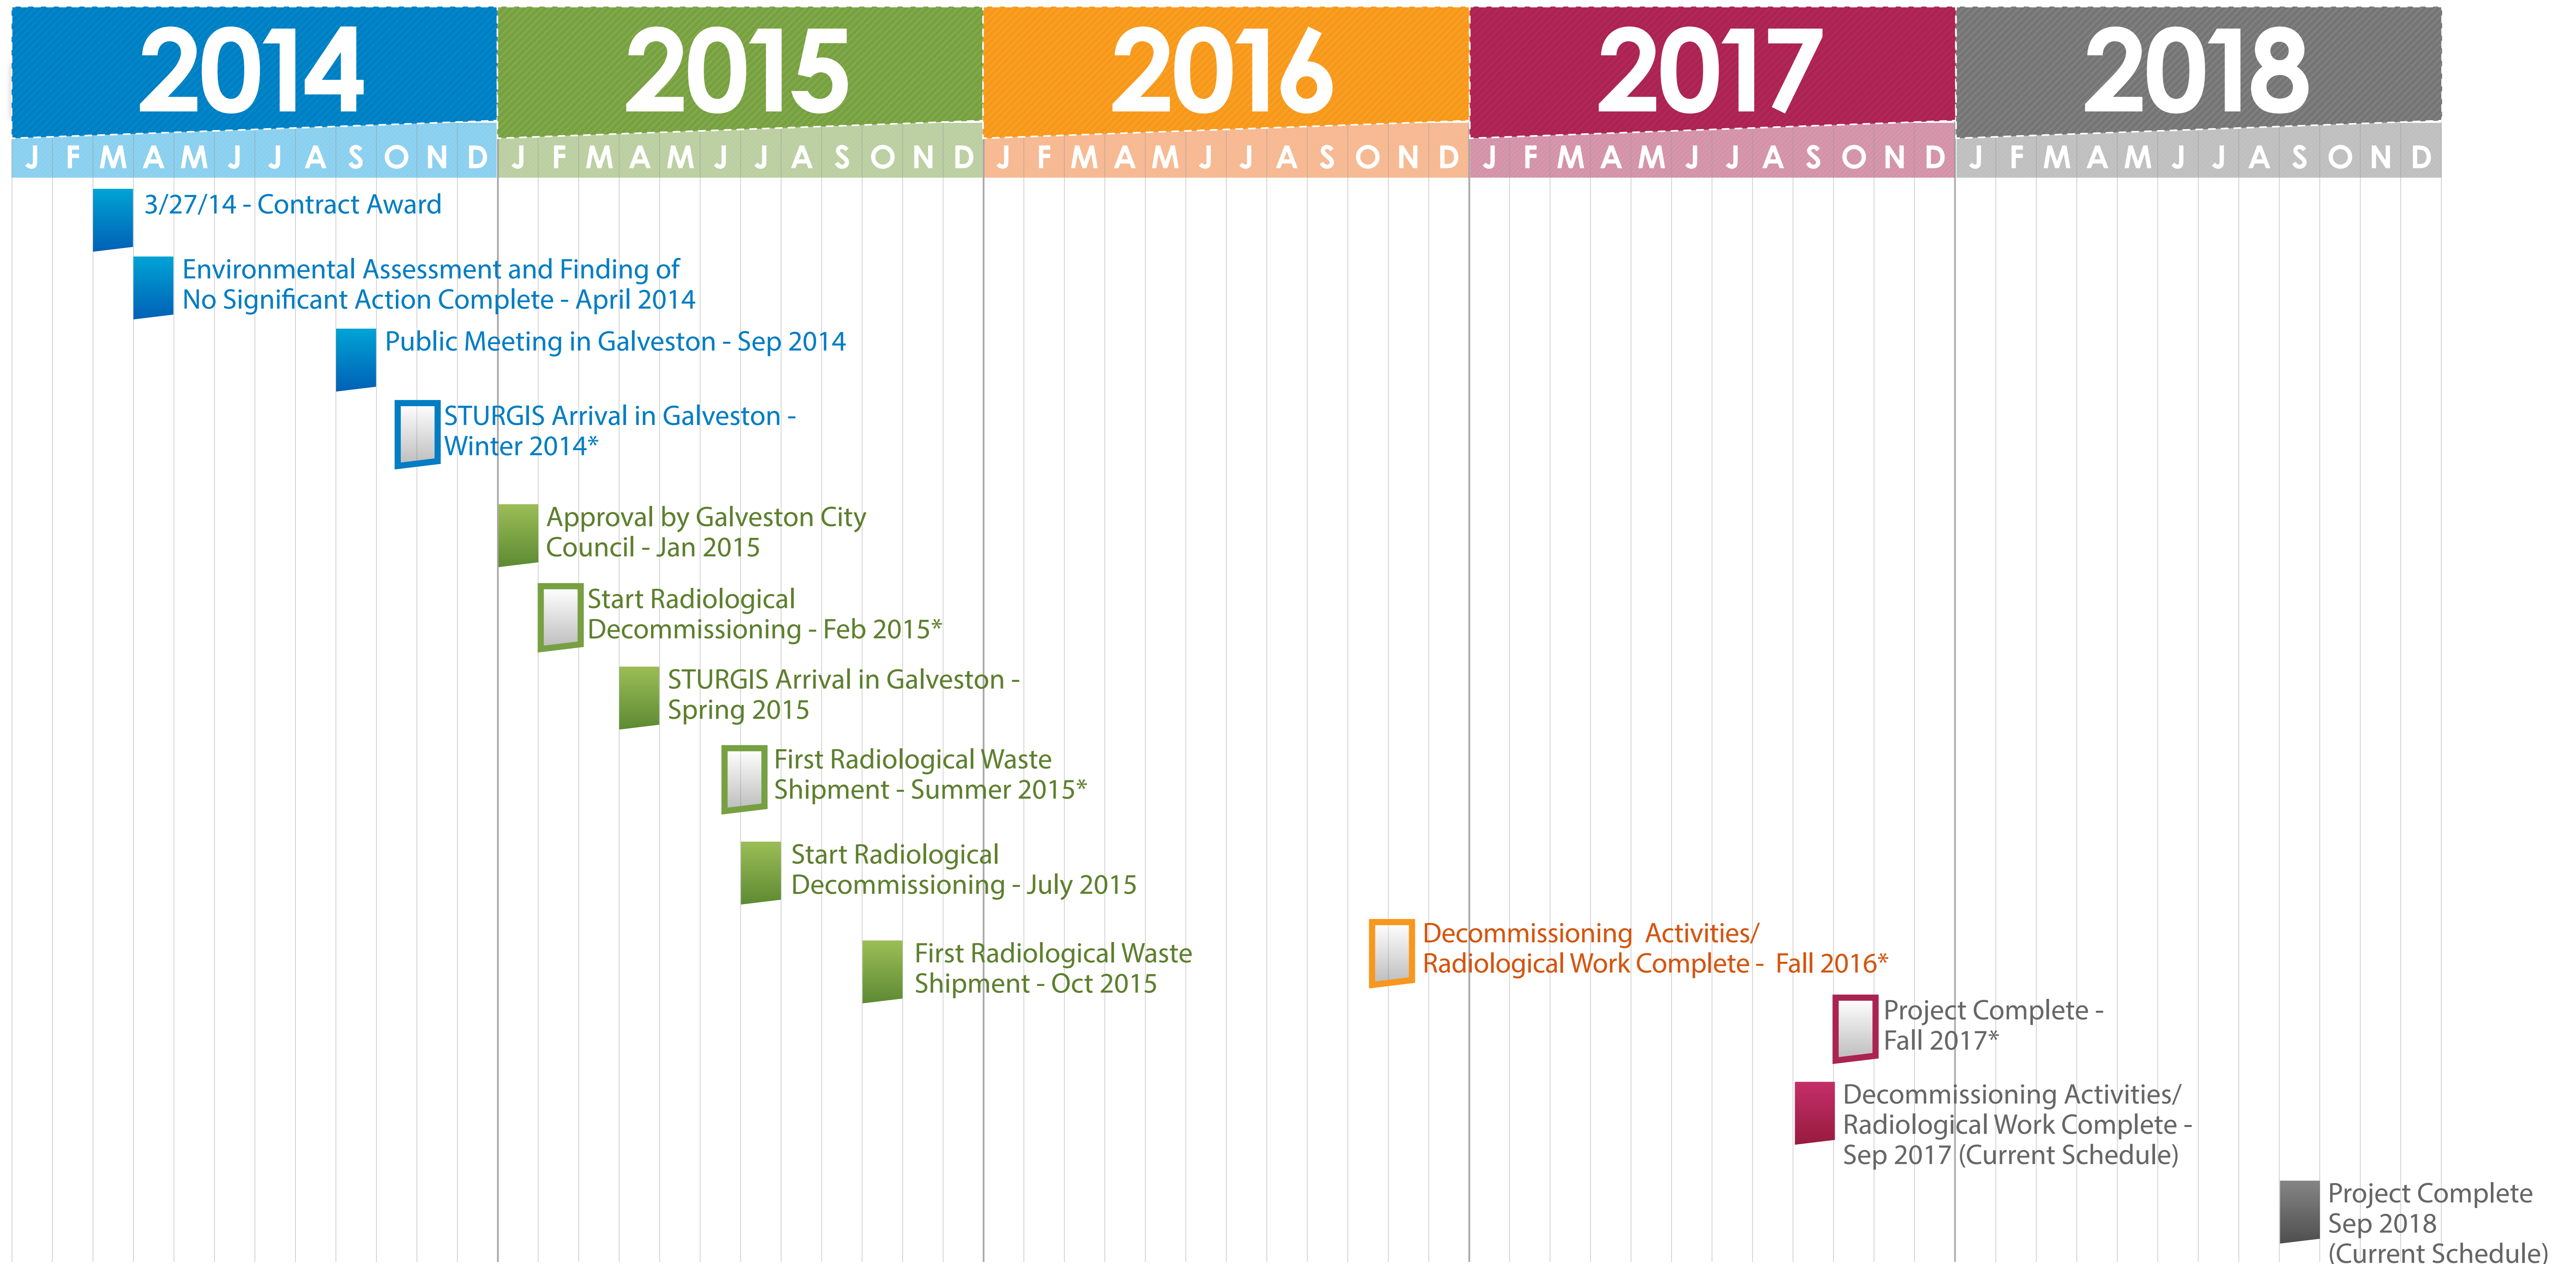 2014 2015 2016 2017 2018
J F M A M J J A S O N D J F M A M J J A S O N D J F M A M J J A S O N D J F M A M J J A S O N D J F M A M J J A S O N D
3/27/14 - Contract Award
Environmental Assessment and Finding of
No Significant Action Complete - April 2014
Public Meeting in Galveston - Sep 2014
STURGIS Arrival in Galveston -
Winter 2014*
Approval by Galveston City
Council - Jan 2015
Start Radiological
Decommissioning - Feb 2015*
STURGIS Arrival in Galveston -
Spring 2015
First Radiological Waste
Shipment - Summer 2015*
Start Radiological
Decommissioning - July 2015
First Radiological Waste
Shipment - Oct 2015
Decommissioning Activities/
Radiological Work Complete - Fall 2016*
Project Complete -
Fall 2017*
Decommissioning Activities/
Radiological Work Complete -
Sep 2017 (Current Schedule)
Project Complete
Sep 2018
(Current Schedule)